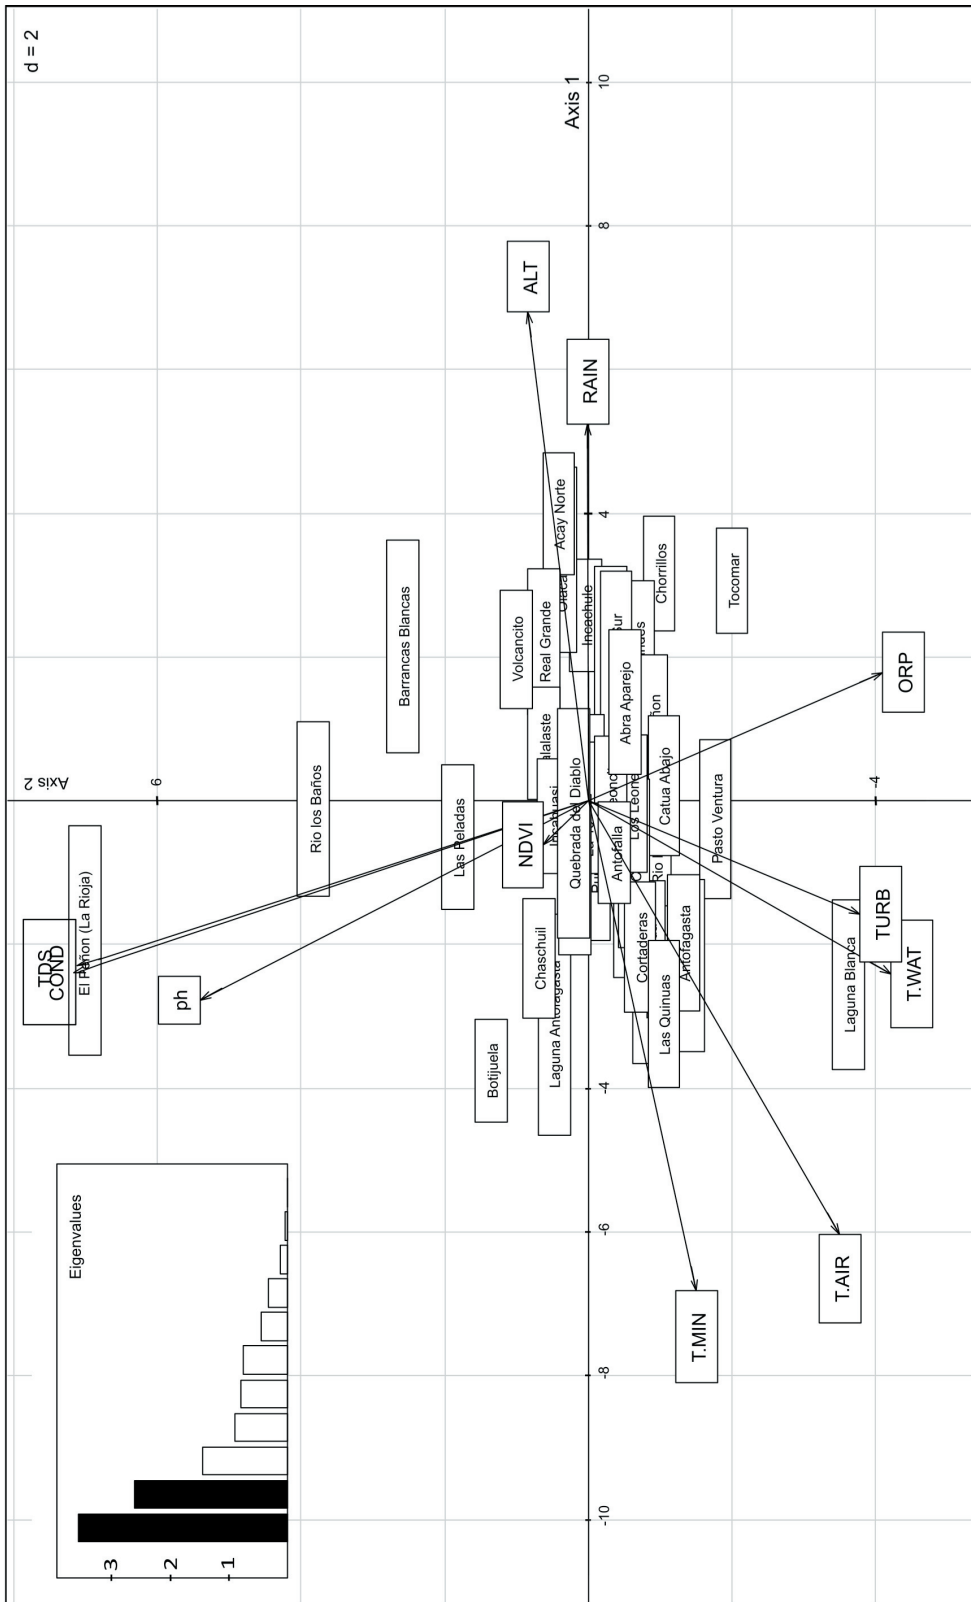 d = 2
Axis 1
10
8
4
-4
-6
-8
-10
Axis 2
6
-4
ALT
RAIN
Acay Norte
Incachule
Chorrillos
Tocomar
Barrancas Blancas
Volcancito
Real Grande
Abra Aparejo
ORP
Rio los Baños
Las Peladas
Quebrada del Diablo
Catua Abajo
Pasto Ventura
NDVI
Antofalla
TDS
COND
El Peñon (La Rioja)
ph
Chaschuil
Laguna Antofagasta
Botijuela
Cortaderas
Antofagasta
Las Quinuas
TURB
Laguna Blanca
T.WAT
T.MIN
T.AIR
Eigenvalues
3
2
1